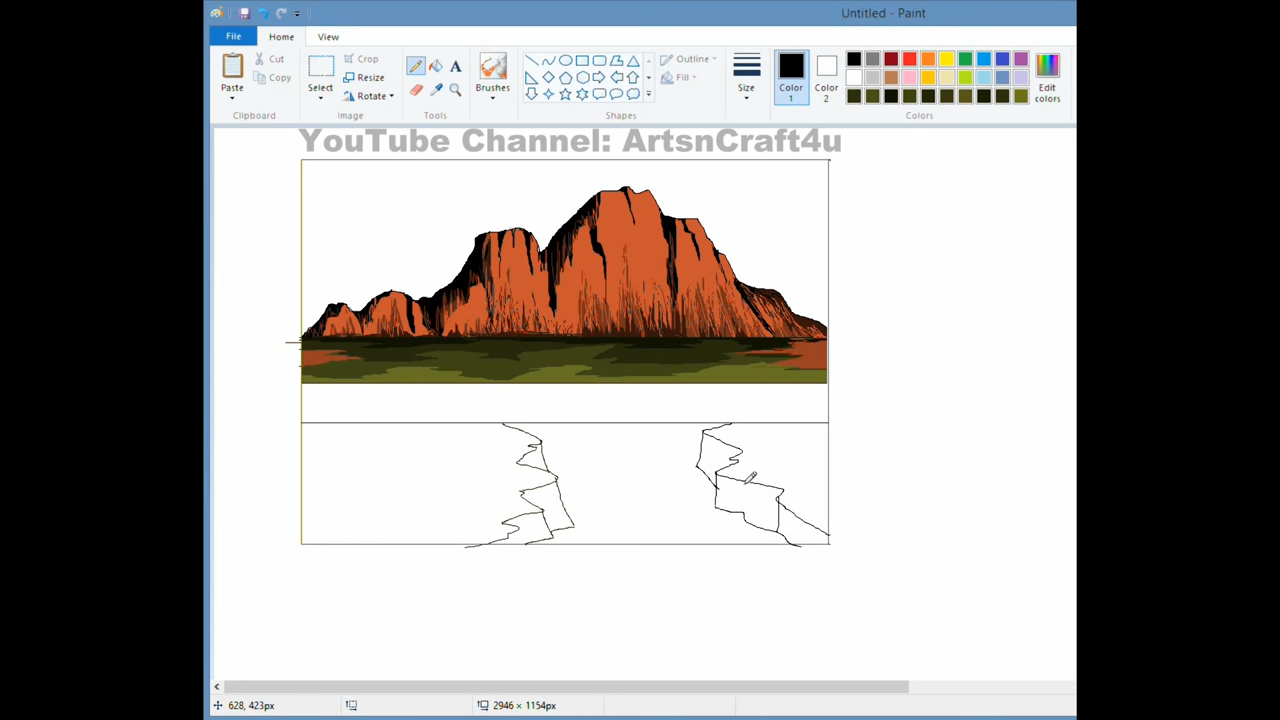 Untitled - Paint
File Home View
Cut
Copy
Paste
Clipboard
Crop
Resize
Rotate
Select
Image
Tools
Brushes
Outline
Fill
Shapes
Size
Color 1
Color 2
Edit colors
Colors
YouTube Channel: ArtsnCraft4u
628, 423px
2946 × 1154px